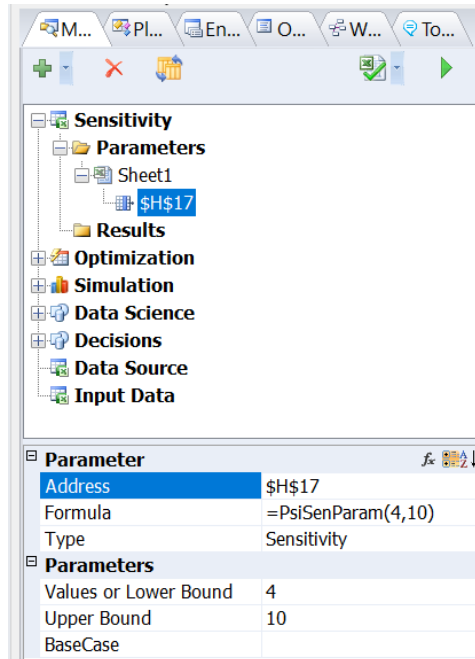 M... Pl... En... O... W... To...
Sensitivity
Parameters
Sheet1
$H$17
Results
Optimization
Simulation
Data Science
Decisions
Data Source
Input Data
Parameter
Address $H$17
Formula =PsiSenParam(4,10)
Type Sensitivity
Parameters
Values or Lower Bound 4
Upper Bound 10
BaseCase